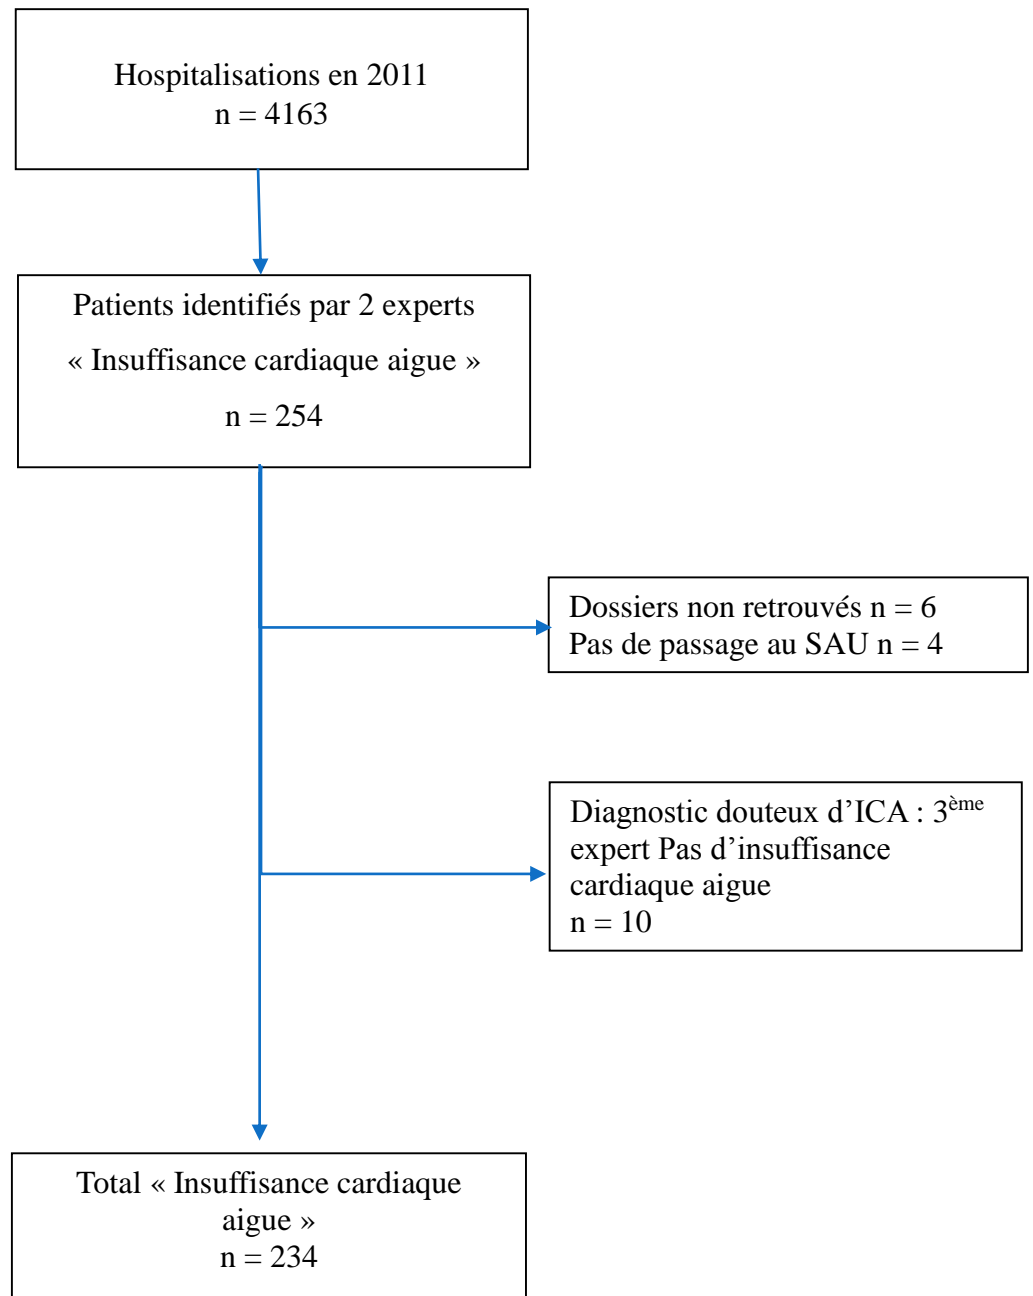 Hospitalisations en 2011
n = 4163
Patients identifiés par 2 experts
« Insuffisance cardiaque aigue »
n = 254
Dossiers non retrouvés n = 6
Pas de passage au SAU n = 4
Diagnostic douteux d’ICA : 3ème
expert Pas d’insuffisance
cardiaque aigue
n = 10
Total « Insuffisance cardiaque
aigue »
n = 234